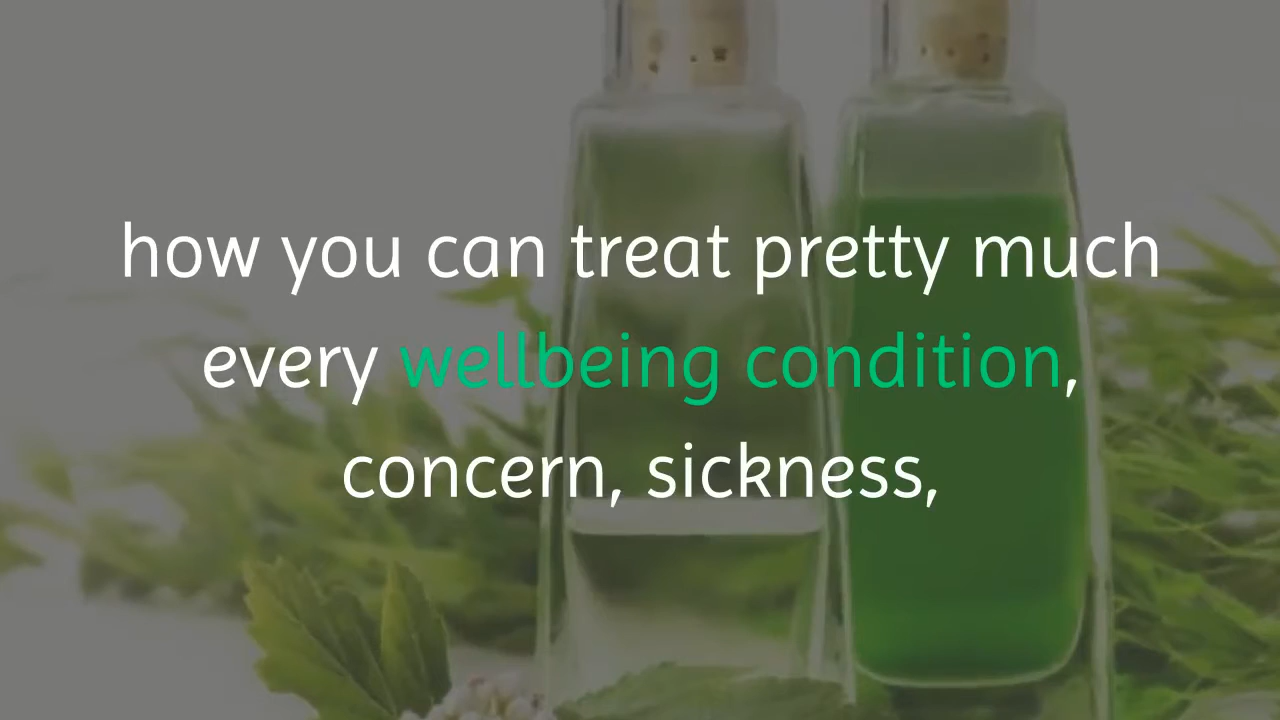 how you can treat pretty much
every wellbeing condition,
concern, sickness,